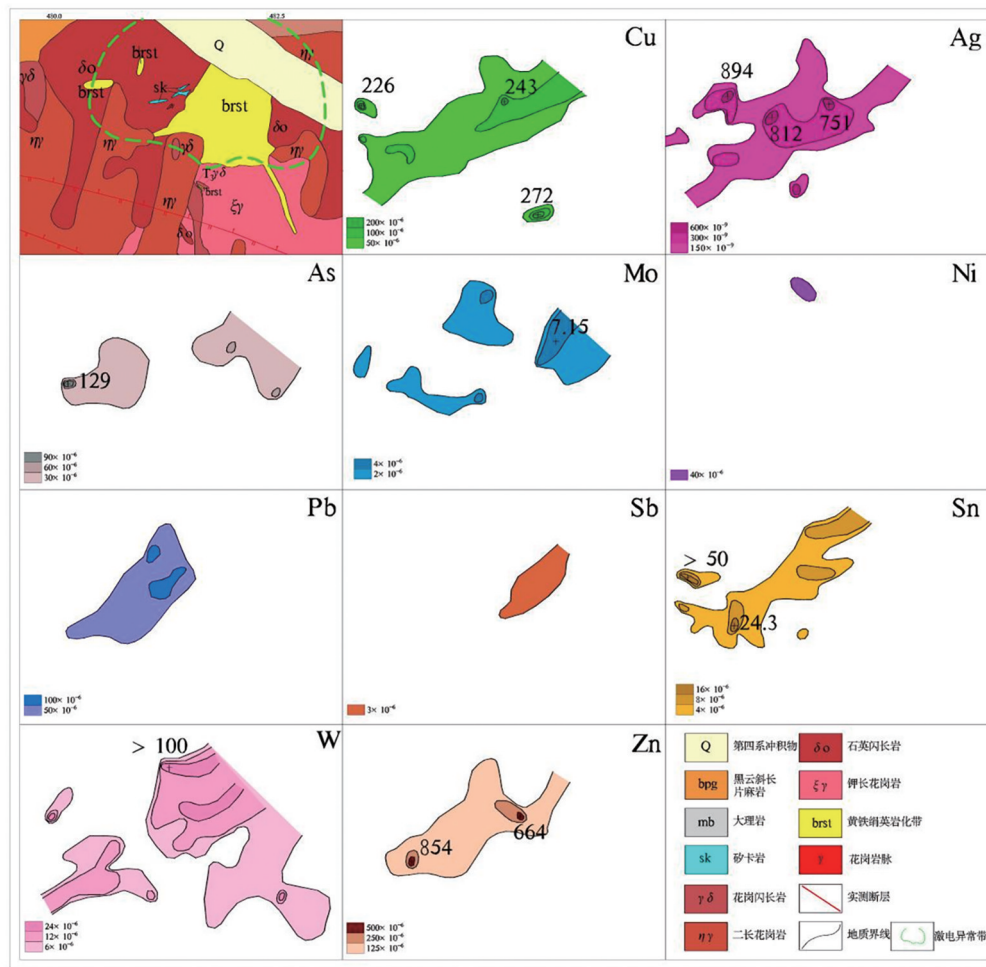 480.0
482.5
Q
ηγ
brst
δo
γδ
brst
sk
brst
ηγ
ηγ
γδ
δo
ηγ
T₃γδ
brst
ηγ
ξγ
δo
Cu
226
243
272
200× 10⁻⁶
100× 10⁻⁶
50× 10⁻⁶
Ag
894
812
751
600× 10⁻⁹
300× 10⁻⁹
150× 10⁻⁹
As
129
90× 10⁻⁶
60× 10⁻⁶
30× 10⁻⁶
Mo
7.15
4× 10⁻⁶
2× 10⁻⁶
Ni
40× 10⁻⁶
Pb
100× 10⁻⁶
50× 10⁻⁶
Sb
3× 10⁻⁶
Sn
> 50
24.3
16× 10⁻⁶
8× 10⁻⁶
4× 10⁻⁶
W
> 100
24× 10⁻⁶
12× 10⁻⁶
6× 10⁻⁶
Zn
854
664
500× 10⁻⁶
250× 10⁻⁶
125× 10⁻⁶
Q 第四系冲积物
δo 石英闪长岩
bpg 黑云斜长
片麻岩
ξγ 钾长花岗岩
mb 大理岩
brst 黄铁绢英岩化带
sk 矽卡岩
γ 花岗岩脉
γδ 花岗闪长岩
实测断层
ηγ 二长花岗岩
地质界线
激电异常带